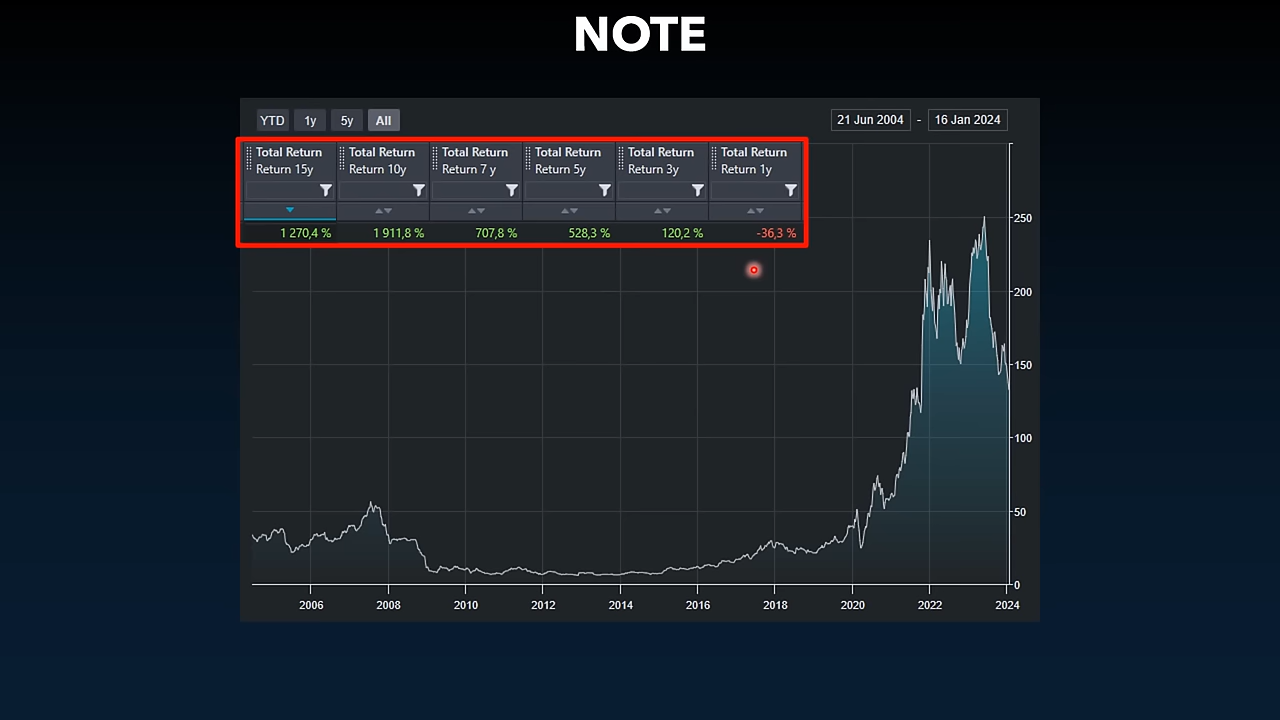 NOTE
YTD 1y 5y All 21 Jun 2004 - 16 Jan 2024
Total Return Total Return Total Return Total Return Total Return Total Return
Return 15y Return 10y Return 7 y Return 5y Return 3y Return 1y
1 270,4 % 1 911,8 % 707,8 % 528,3 % 120,2 % -36,3 %
250
200
150
100
50
0
2006 2008 2010 2012 2014 2016 2018 2020 2022 2024